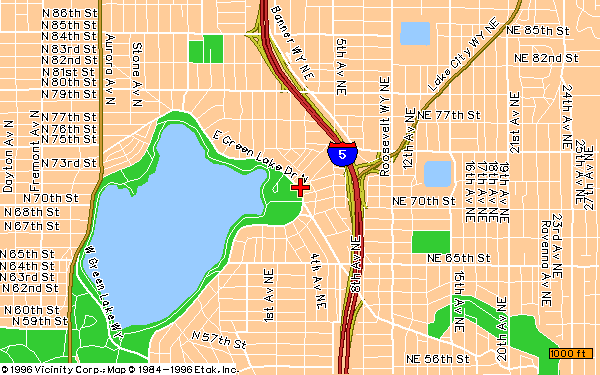 N 86th St
N 85th St
N 84th St
N 83rd St
N 82nd St
N 81st St
N 80th St
N 79th St
N 77th St
N 76th St
N 75th St
N 73rd St
N 70th St
N 68th St
N 67th St
N 65th St
N 64th St
N 63rd St
N 62nd St
N 60th St
N 59th St
Dayton Av N
Fremont Av N
Aurora Av N
Stone Av N
W Green Lake WY
E Green Lake Dr N
N 57th St
1st Av NE
4th Av NE
Banner WY NE
5th Av NE
5
8th Av NE
Roosevelt WY NE
12th Av NE
Lake City WY NE
NE 85th St
NE 82nd St
NE 77th St
NE 70th St
NE 65th St
NE 56th St
15th Av NE
16th Av NE
17th Av NE
18th Av NE
19th Av NE
20th Av NE
21st Av NE
Ravenna Av NE
23rd Av NE
24th Av NE
25th Av NE
27th Av NE
1000 ft
© 1996 Vicinity Corp.-Map © 1984-1996 Etak, Inc.